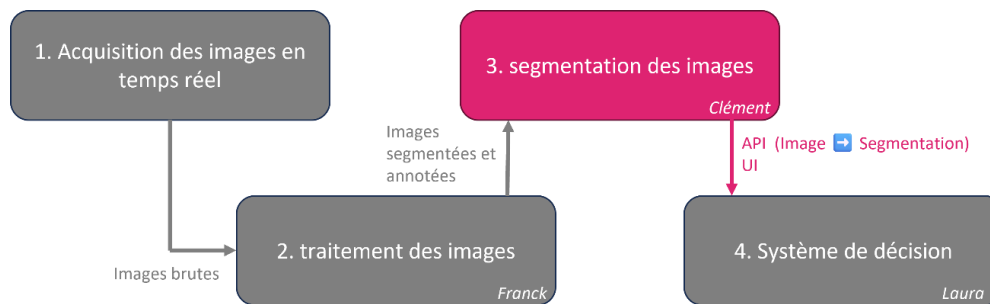 1. Acquisition des images en
temps réel
3. segmentation des images
Clément
Images
segmentées et
annotées
API (Image ➡️ Segmentation)
UI
2. traitement des images
Franck
4. Système de décision
Laura
Images brutes